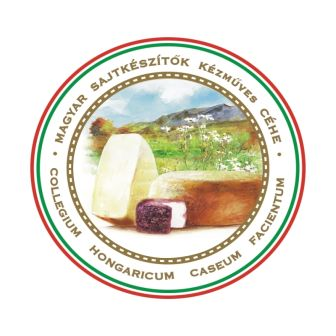 • MAGYAR SAJTKÉSZÍTŐK KÉZMŰVES CÉHE •
COLLEGIUM HONGARICUM CASEUM FACIENTUM